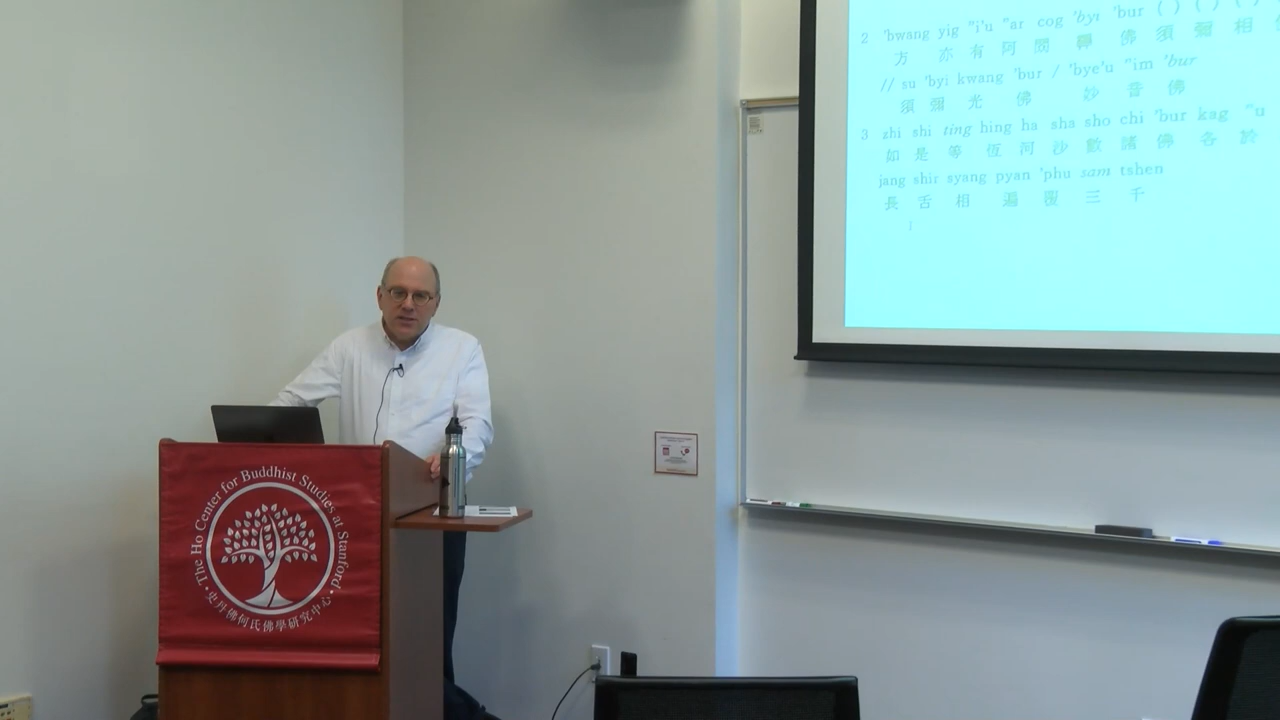 2 'bwang yig "i'u "ar cog 'byi 'bur ( ) ( ) ( )
方 亦 有 阿 閦 鞞 佛 須 彌 相
// su 'byi kwang 'bur / 'bye'u "im 'bur
須 彌 光 佛 妙 音 佛
3 zhi shi ting hing ha sha sho chi 'bur kag "u
如 是 等 恆 河 沙 數 諸 佛 各 於
jang shir syang pyan 'phu sam tshen
長 舌 相 遍 覆 三 千
The Ho Center for Buddhist Studies at Stanford
• 史丹佛何氏佛學研究中心 •